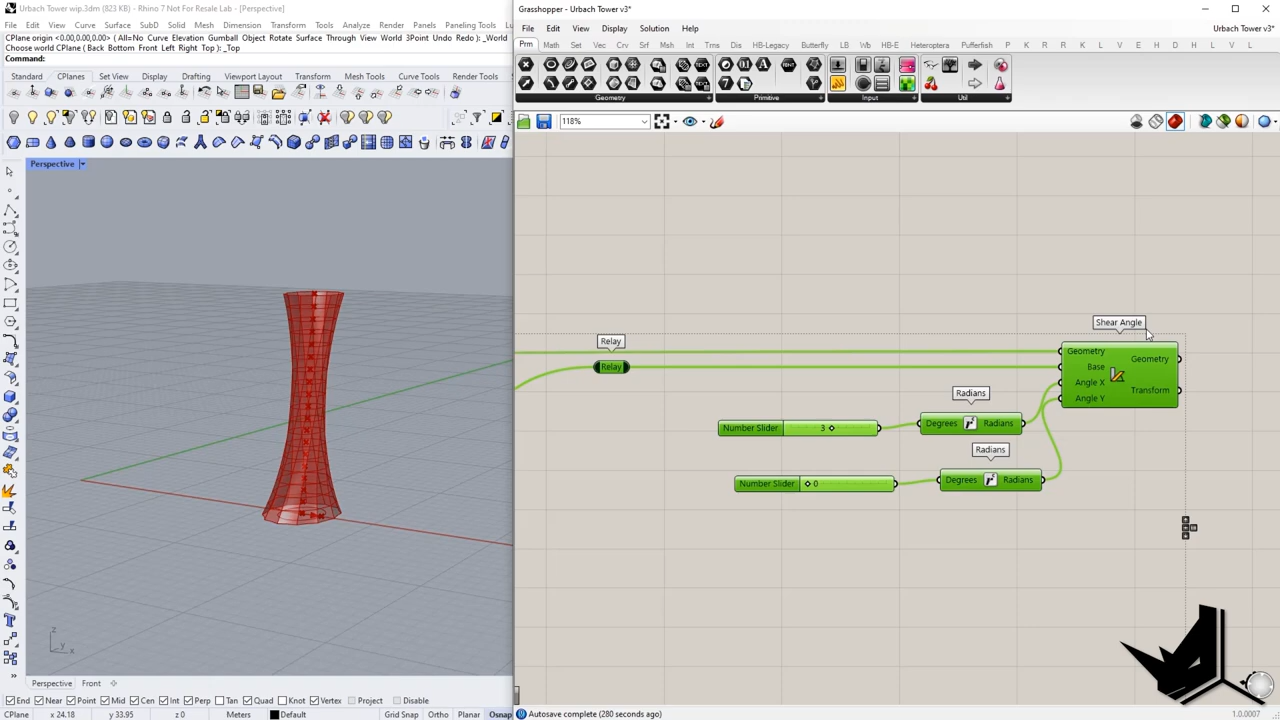 Urbach Tower wip.3dm (823 KB) - Rhino 7 Not For Resale Lab - [Perspective]
File Edit View Curve Surface SubD Solid Mesh Dimension Transform Tools Analyze Render Panels
CPlane origin <0.00,0.00,0.00> ( All=No Curve Elevation Gumball Object Rotate Surface Through View World 3Point Undo Redo ): _World
Choose world CPlane ( Back Bottom Front Left Right Top ): _Top
Command:
Standard CPlanes Set View Display Drafting Viewport Layout Transform Mesh Tools Curve Tools Render Tools
Perspective
z
y
x
Perspective Front
End Near Point Mid Cen Int Perp Tan Quad Knot Vertex Project Disable
CPlane x 24.18 y 33.95 z 0 Meters Default Grid Snap Ortho Planar Osnap
Grasshopper - Urbach Tower v3*
File Edit View Display Solution Help Urbach Tower v3*
Prm Math Set Vec Crv Srf Msh Int Trns Dis HB-Legacy Butterfly LB Wb HB-E Heteroptera Pufferfish P K R K L V E H D H L L
Geometry Primitive Input Util
118%
Shear Angle
Relay
Geometry
Geometry
Relay
Base
Angle X
Transform
Radians
Angle Y
Number Slider 3
Degrees Radians
Radians
Number Slider 0
Degrees Radians
Autosave complete (280 seconds ago)
1.0.0007